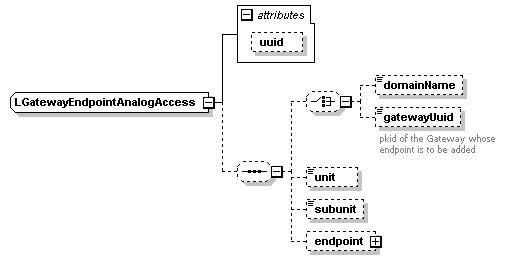 attributes
uuid
LGatewayEndpointAnalogAccess
domainName
gatewayUuid
pkid of the Gateway whose
endpoint is to be added
unit
subunit
endpoint